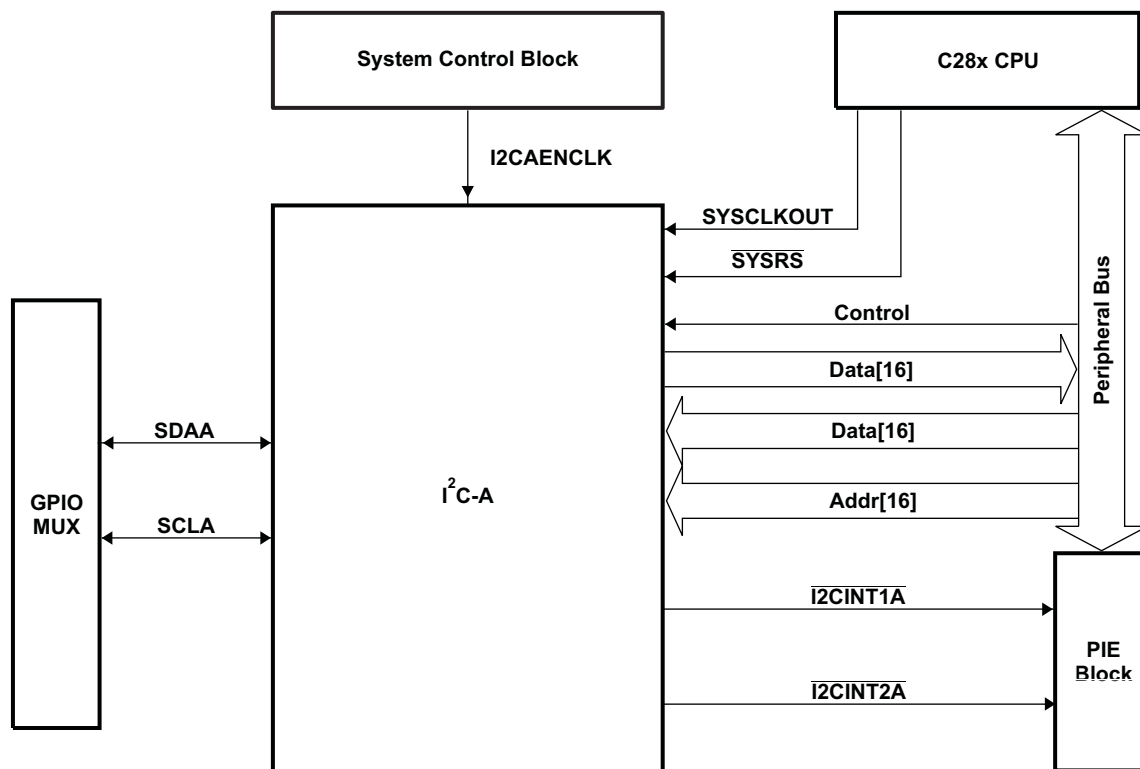 System Control Block
C28x CPU
I2CAENCLK
SYSCLKOUT
SYSRS
Control
Data[16]
Data[16]
Addr[16]
Peripheral Bus
SDAA
SCLA
GPIO
MUX
I²C-A
I2CINT1A
I2CINT2A
PIE
Block